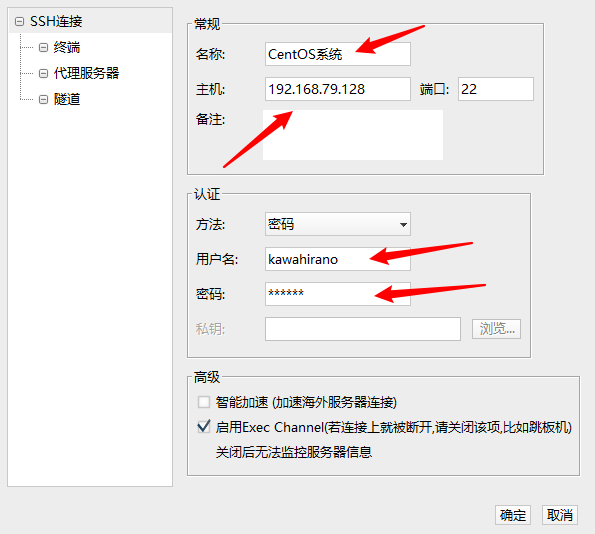 SSH连接
终端
代理服务器
隧道
常规
名称: CentOS系统
主机: 192.168.79.128 端口: 22
备注:
认证
方法: 密码
用户名: kawahirano
密码: ******
私钥: 浏览...
高级
智能加速 (加速海外服务器连接)
启用Exec Channel(若连接上就被断开,请关闭该项,比如跳板机)
关闭后无法监控服务器信息
确定 取消